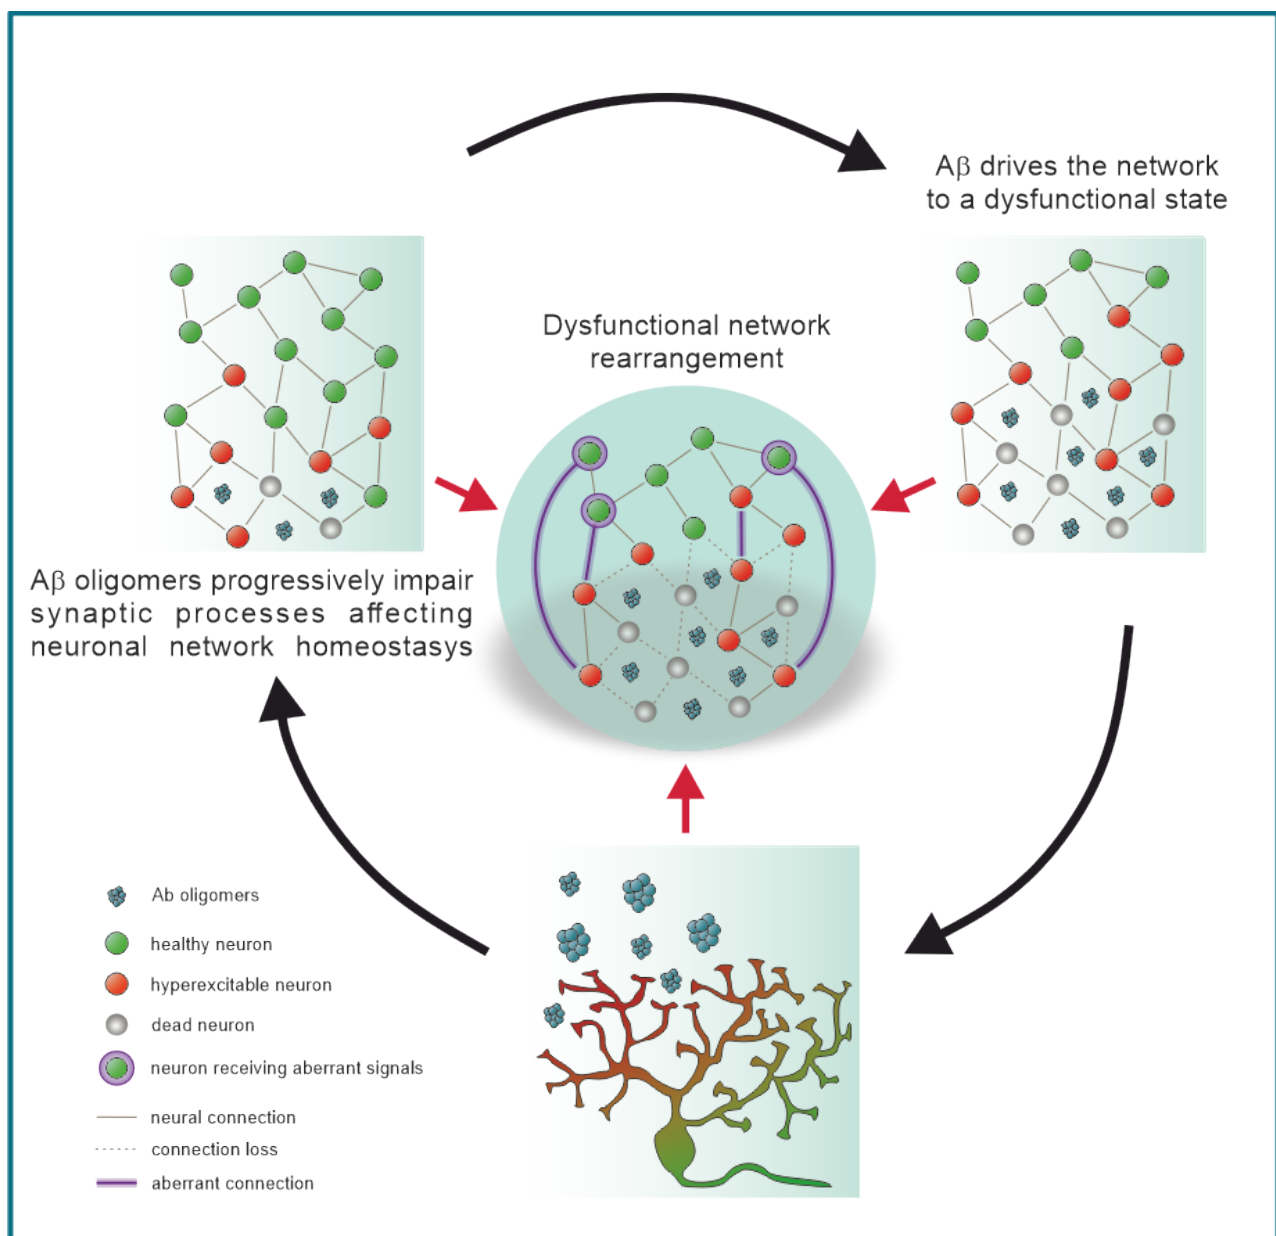 Aβ drives the network
to a dysfunctional state
Dysfunctional network
rearrangement
Aβ oligomers progressively impair
synaptic processes affecting
neuronal network homeostasys
Ab oligomers
healthy neuron
hyperexcitable neuron
dead neuron
neuron receiving aberrant signals
neural connection
connection loss
aberrant connection